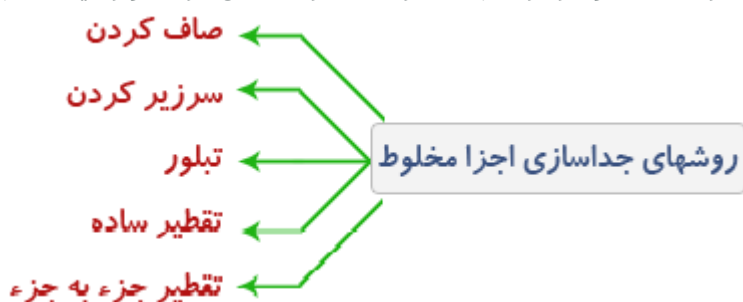 صاف کردن
سرزیر کردن
روشهای جداسازی اجزا مخلوط
تبلور
تقطیر ساده
تقطیر جزء به جزء